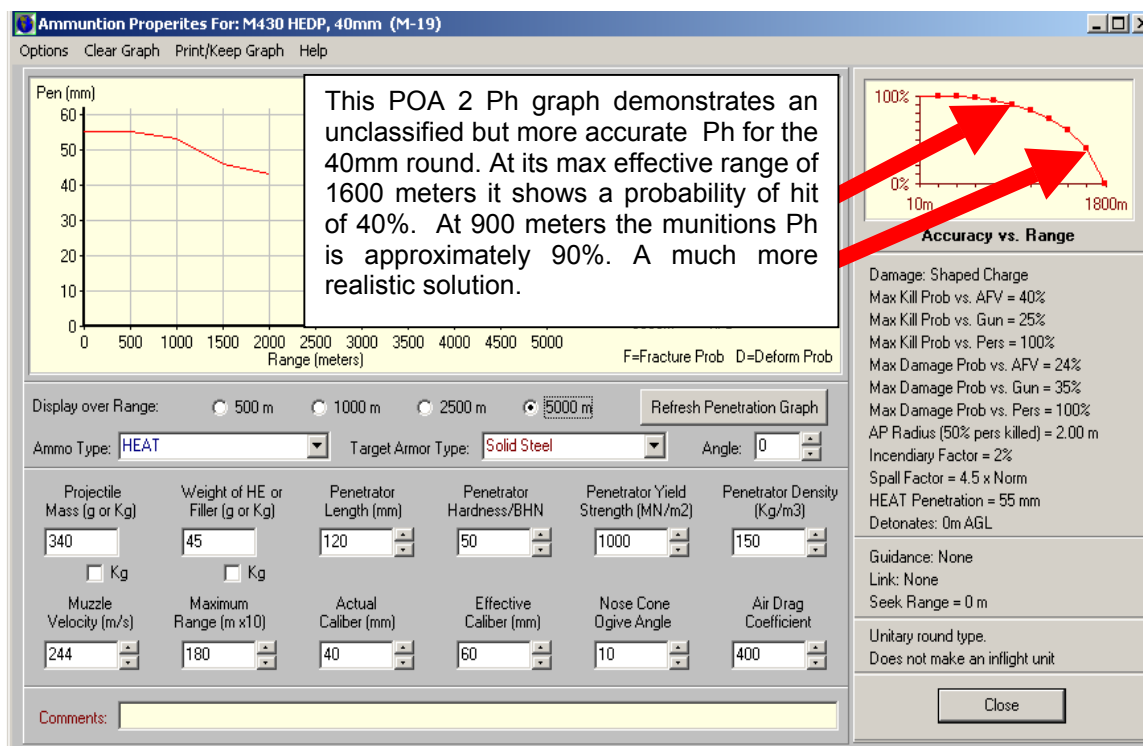 Ammuntion Properites For: M430 HEDP, 40mm (M-19)
Options Clear Graph Print/Keep Graph Help
Pen (mm)
60
50
40
30
20
10
0
0 500 1000 1500 2000 2500 3000 3500 4000 4500 5000
Range (meters)
F=Fracture Prob D=Deform Prob
This POA 2 Ph graph demonstrates an
unclassified but more accurate Ph for the
40mm round. At its max effective range of
1600 meters it shows a probability of hit
of 40%. At 900 meters the munitions Ph
is approximately 90%. A much more
realistic solution.
100%
0%
10m 1800m
Accuracy vs. Range
Damage: Shaped Charge
Max Kill Prob vs. AFV = 40%
Max Kill Prob vs. Gun = 25%
Max Kill Prob vs. Pers = 100%
Max Damage Prob vs. AFV = 24%
Max Damage Prob vs. Gun = 35%
Max Damage Prob vs. Pers = 100%
AP Radius (50% pers killed) = 2.00 m
Incendiary Factor = 2%
Spall Factor = 4.5 x Norm
HEAT Penetration = 55 mm
Detonates: 0m AGL
Guidance: None
Link: None
Seek Range = 0 m
Unitary round type.
Does not make an inflight unit
Close
Display over Range: 500 m 1000 m 2500 m 5000 m Refresh Penetration Graph
Ammo Type: HEAT Target Armor Type: Solid Steel Angle: 0
Projectile Mass (g or Kg) Weight of HE or Filler (g or Kg) Penetrator Length (mm) Penetrator Hardness/BHN Penetrator Yield Strength (MN/m2) Penetrator Density (Kg/m3)
340 45 120 50 1000 150
Kg Kg
Muzzle Velocity (m/s) Maximum Range (m x10) Actual Caliber (mm) Effective Caliber (mm) Nose Cone Ogive Angle Air Drag Coefficient
244 180 40 60 10 400
Comments: